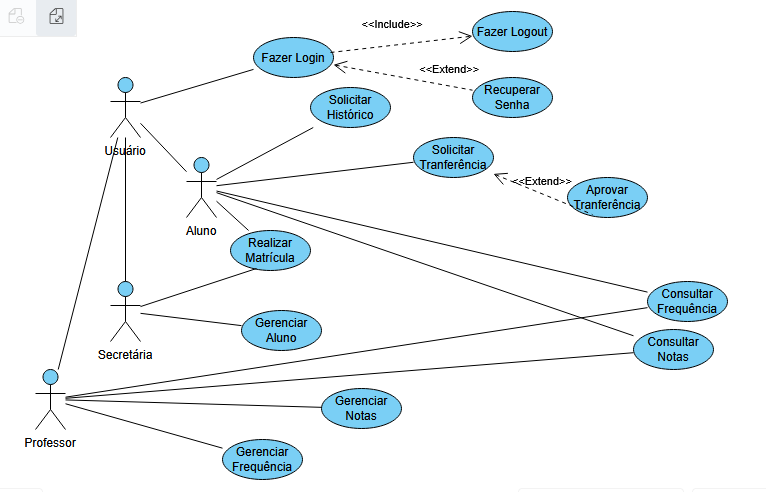 <<Include>>
Fazer Logout
Fazer Login
<<Extend>>
Recuperar
Senha
Solicitar
Histórico
Usuário
Solicitar
Tranferência
<<Extend>>
Aprovar
Tranferência
Aluno
Realizar
Matrícula
Consultar
Frequência
Gerenciar
Aluno
Secretária
Consultar
Notas
Gerenciar
Notas
Professor
Gerenciar
Frequência